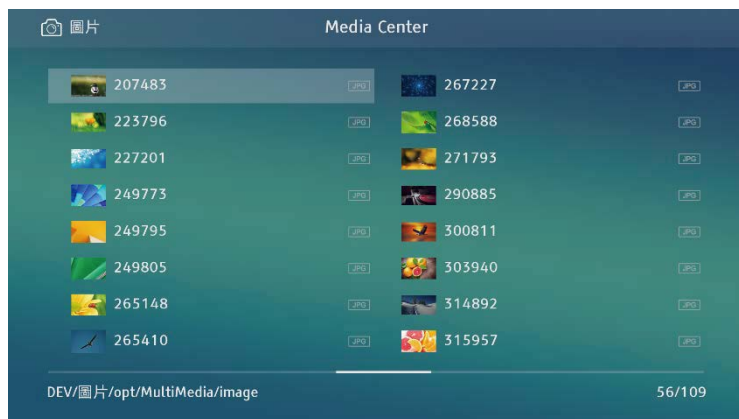 圖片 Media Center
207483 JPG 267227 JPG
223796 JPG 268588 JPG
227201 JPG 271793 JPG
249773 JPG 290885 JPG
249795 JPG 300811 JPG
249805 JPG 303940 JPG
265148 JPG 314892 JPG
265410 JPG 315957 JPG
DEV/圖片/opt/MultiMedia/image 56/109